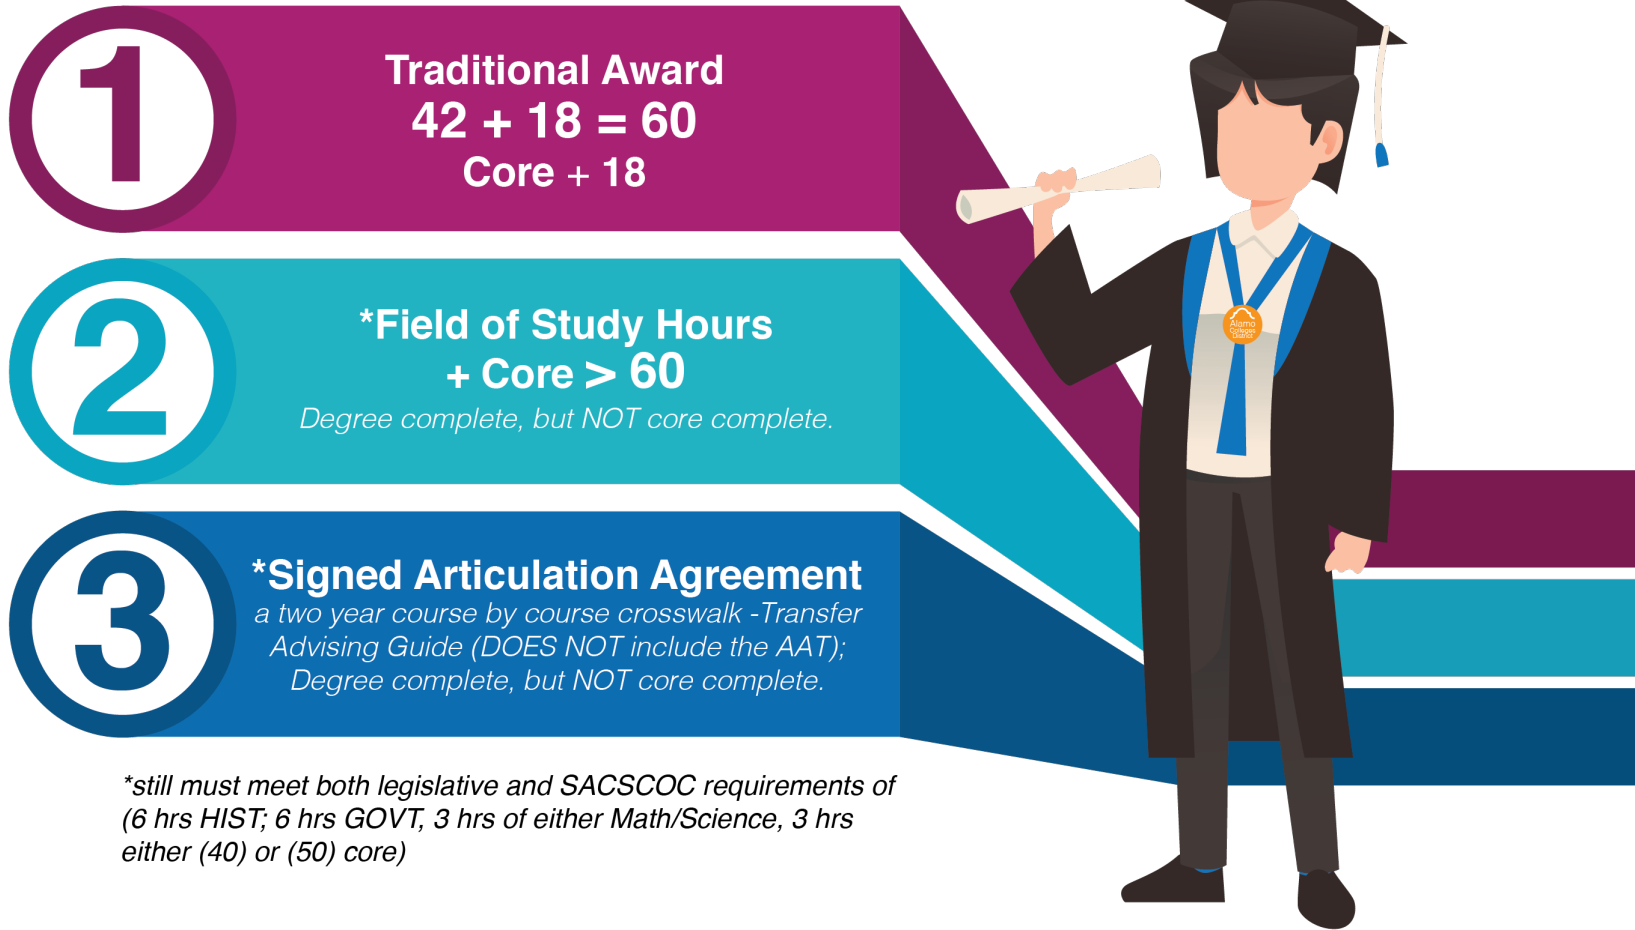 1
Traditional Award
42 + 18 = 60
Core + 18
2
*Field of Study Hours
+ Core > 60
Degree complete, but NOT core complete.
3
*Signed Articulation Agreement
a two year course by course crosswalk -Transfer
Advising Guide (DOES NOT include the AAT);
Degree complete, but NOT core complete.
*still must meet both legislative and SACSCOC requirements of
(6 hrs HIST; 6 hrs GOVT, 3 hrs of either Math/Science, 3 hrs
either (40) or (50) core)
Alamo
Colleges
District